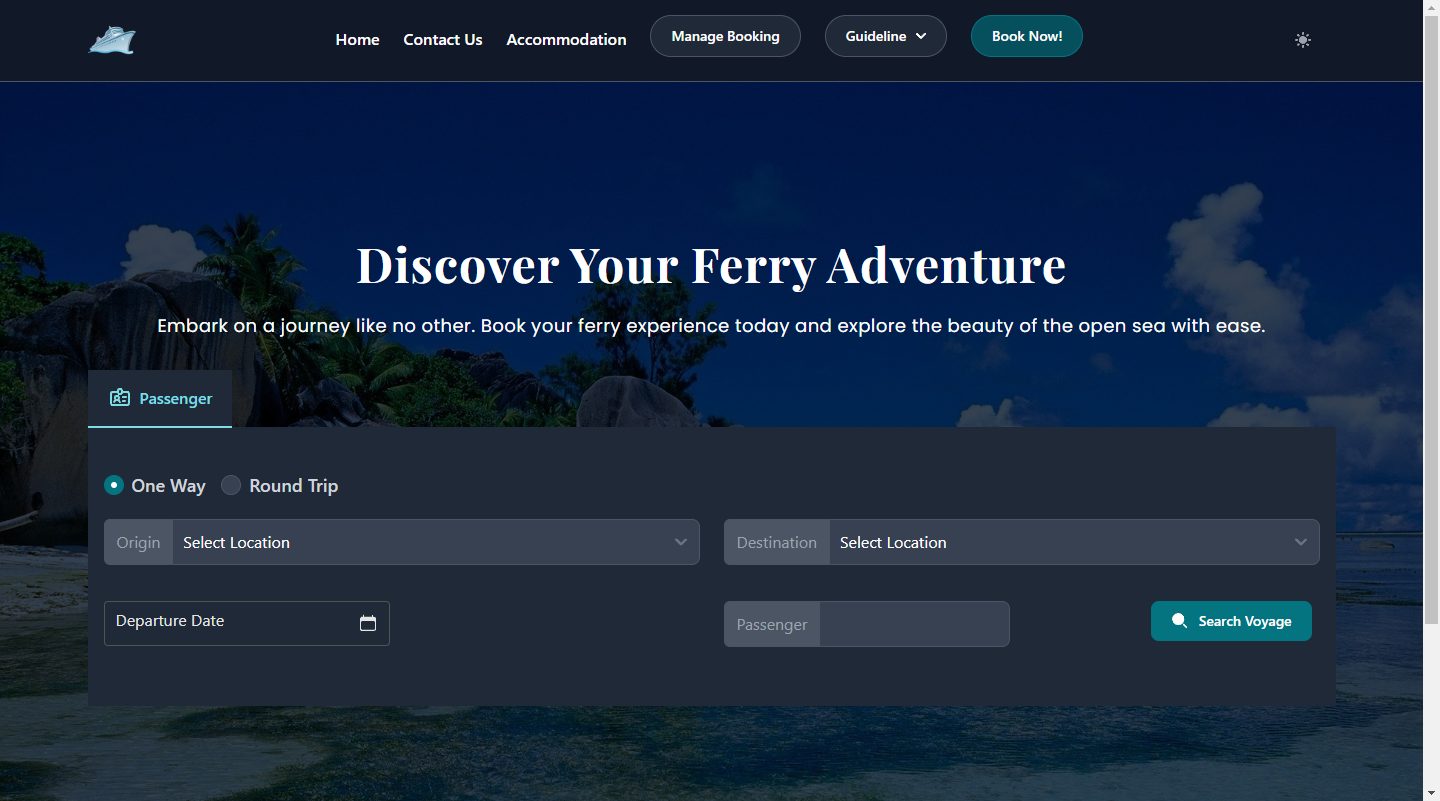 Home Contact Us Accommodation Manage Booking Guideline Book Now!
Discover Your Ferry Adventure
Embark on a journey like no other. Book your ferry experience today and explore the beauty of the open sea with ease.
Passenger
One Way Round Trip
Origin Select Location Destination Select Location
Departure Date Passenger Search Voyage